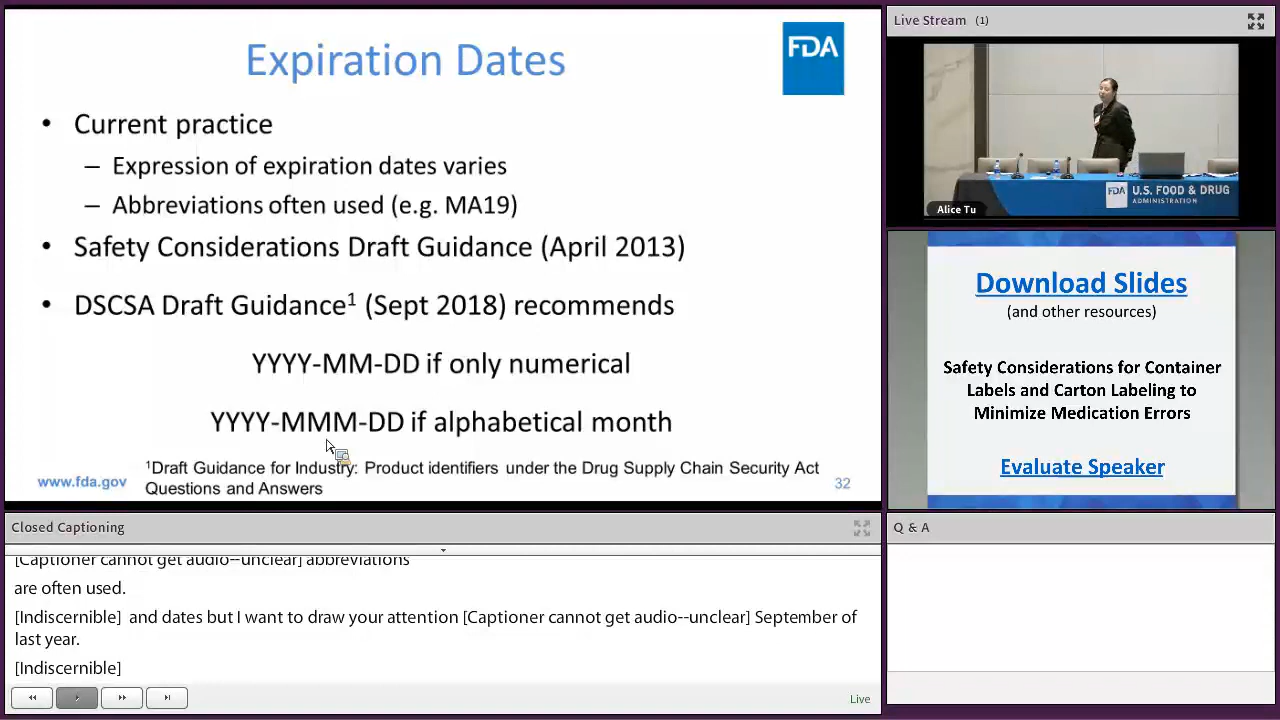 Expiration Dates
FDA
• Current practice
– Expression of expiration dates varies
– Abbreviations often used (e.g. MA19)
• Safety Considerations Draft Guidance (April 2013)
• DSCSA Draft Guidance¹ (Sept 2018) recommends
YYYY-MM-DD if only numerical
YYYY-MMM-DD if alphabetical month
¹Draft Guidance for Industry: Product identifiers under the Drug Supply Chain Security Act
Questions and Answers
www.fda.gov
32
Live Stream (1)
FDA U.S. FOOD & DRUG
ADMINISTRATION
Alice Tu
Download Slides
(and other resources)
Safety Considerations for Container
Labels and Carton Labeling to
Minimize Medication Errors
Evaluate Speaker
Closed Captioning
[Captioner cannot get audio--unclear] abbreviations
are often used.
[Indiscernible] and dates but I want to draw your attention [Captioner cannot get audio--unclear] September of
last year.
[Indiscernible]
Live
Q & A